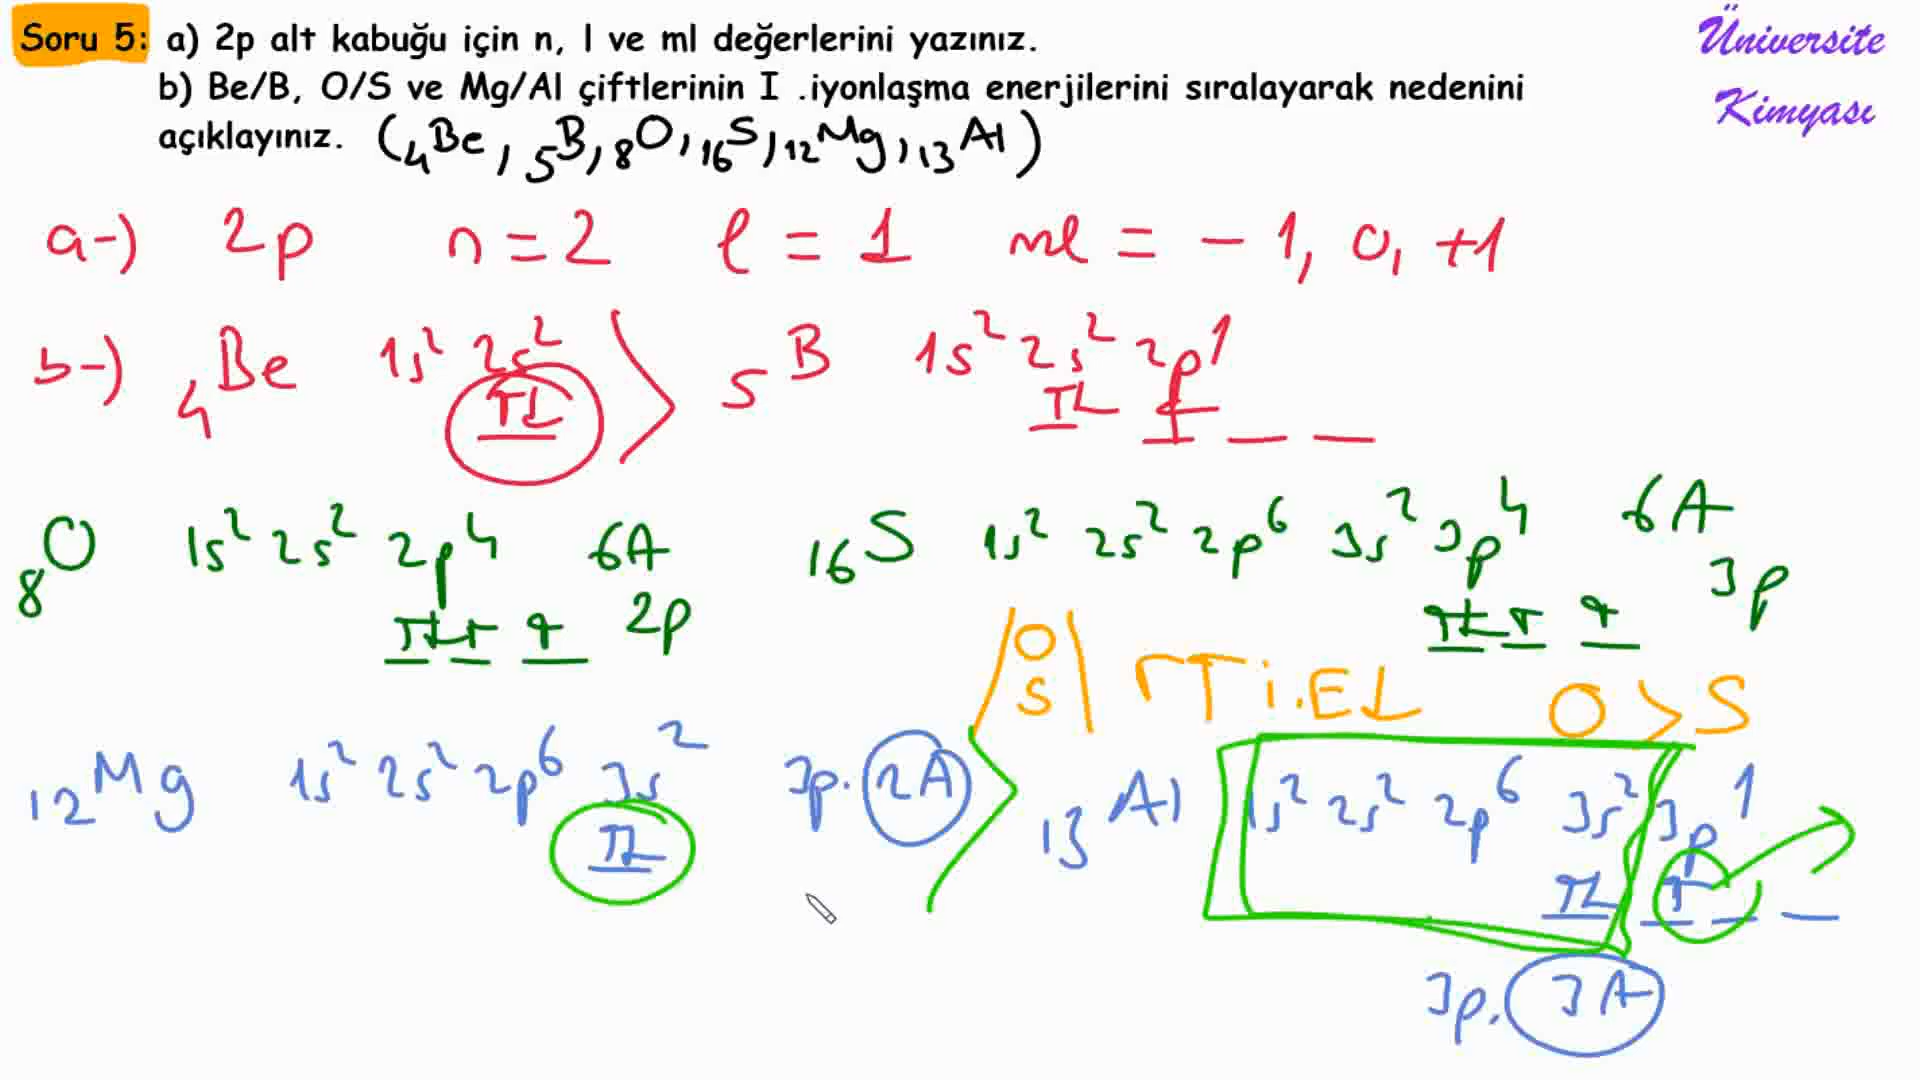 Soru 5: a) 2p alt kabuğu için n, l ve ml değerlerini yazınız.
b) Be/B, O/S ve Mg/Al çiftlerinin I .iyonlaşma enerjilerini sıralayarak nedenini
açıklayınız. (₄Be, ₅B, ₈O, ₁₆S, ₁₂Mg, ₁₃Al)
Üniversite
Kimyası
a-) 2p n = 2 ℓ = 1 mℓ = - 1, 0, +1
b-) ₄Be 1s² 2s² > ₅B 1s² 2s² 2p¹
₈O 1s² 2s² 2p⁴ 6A
2p
₁₆S 1s² 2s² 2p⁶ 3s² 3p⁴ 6A
3p
O
S
İ.E↓ O > S
₁₂Mg 1s² 2s² 2p⁶ 3s² 3p. 2A > ₁₃Al 1s² 2s² 2p⁶ 3s² 3p¹
3p. 3A